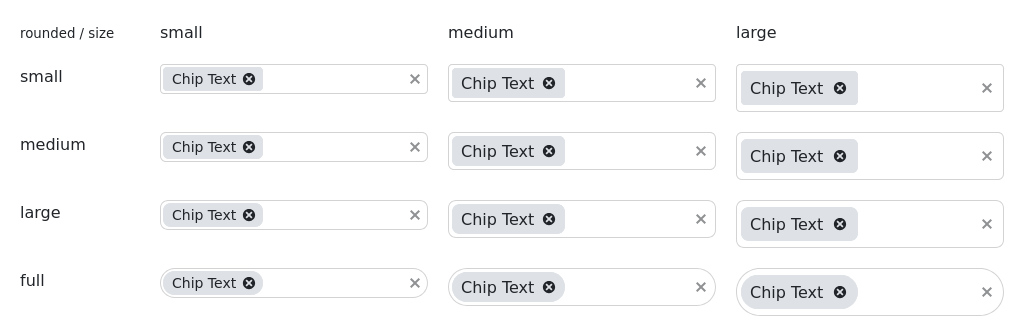 rounded / size small medium large
small Chip Text Chip Text Chip Text
medium Chip Text Chip Text Chip Text
large Chip Text Chip Text Chip Text
full Chip Text Chip Text Chip Text